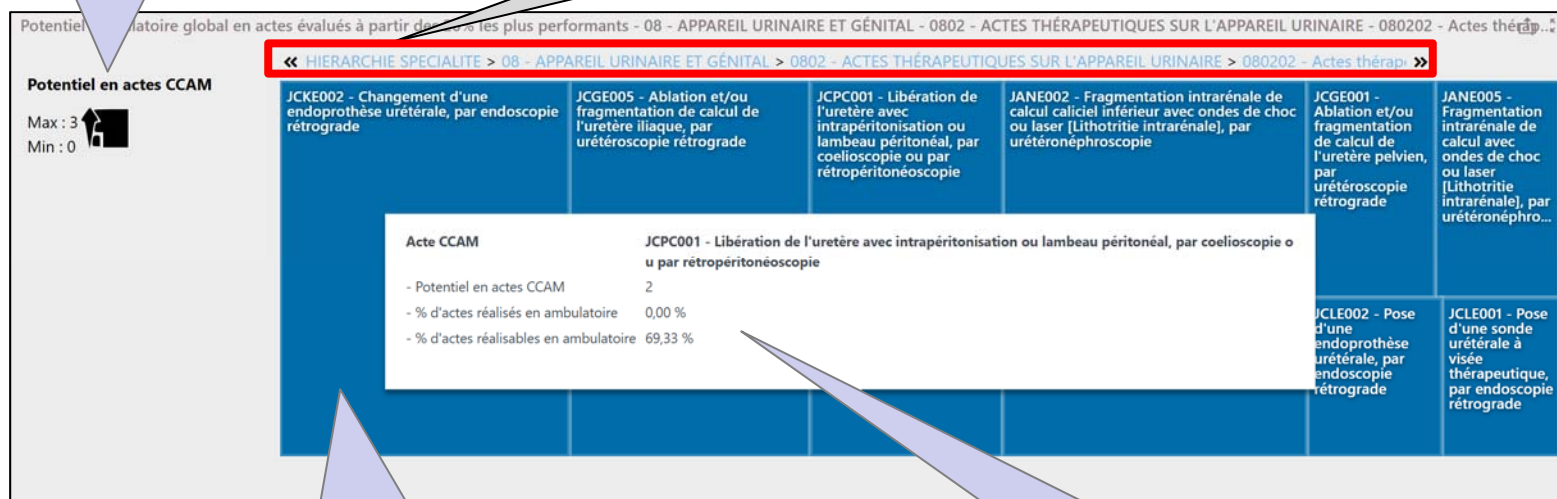 Potentiel latoire global en actes évalués à partir des les plus performants - 08 - APPAREIL URINAIRE ET GÉNITAL - 0802 - ACTES THÉRAPEUTIQUES SUR L'APPAREIL URINAIRE - 080202 - Actes
« HIERARCHIE SPECIALITE > 08 - APPAREIL URINAIRE ET GÉNITAL > 0802 - ACTES THÉRAPEUTIQUES SUR L'APPAREIL URINAIRE > 080202 - Actes thérap »
Potentiel en actes CCAM
Max : 3
Min : 0
JCKE002 - Changement d'une
endoprothèse urétérale, par endoscopie
rétrograde
JCGE005 - Ablation et/ou
fragmentation de calcul de
l'uretère iliaque, par
urétéroscopie rétrograde
JCPC001 - Libération de
l'uretère avec
intrapéritonisation ou
lambeau péritonéal, par
coelioscopie ou par
rétropéritonéoscopie
JANE002 - Fragmentation intrarénale de
calcul caliciel inférieur avec ondes de choc
ou laser [Lithotritie intrarénale], par
urétéronéphroscopie
JCGE001 -
Ablation et/ou
fragmentation
de calcul de
l'uretère pelvien,
par
urétéroscopie
rétrograde
JANE005 -
Fragmentation
intrarénale de
calcul avec
ondes de choc
ou laser
[Lithotritie
intrarénale], par
urétéronéphro...
Acte CCAM JCPC001 - Libération de l'uretère avec intrapéritonisation ou lambeau péritonéal, par coelioscopie o
u par rétropéritonéoscopie
- Potentiel en actes CCAM 2
- % d'actes réalisés en ambulatoire 0,00 %
- % d'actes réalisables en ambulatoire 69,33 %
JCLE002 - Pose
d'une
endoprothèse
urétérale, par
endoscopie
rétrograde
JCLE001 - Pose
d'une sonde
urétérale à
visée
thérapeutique,
par endoscopie
rétrograde